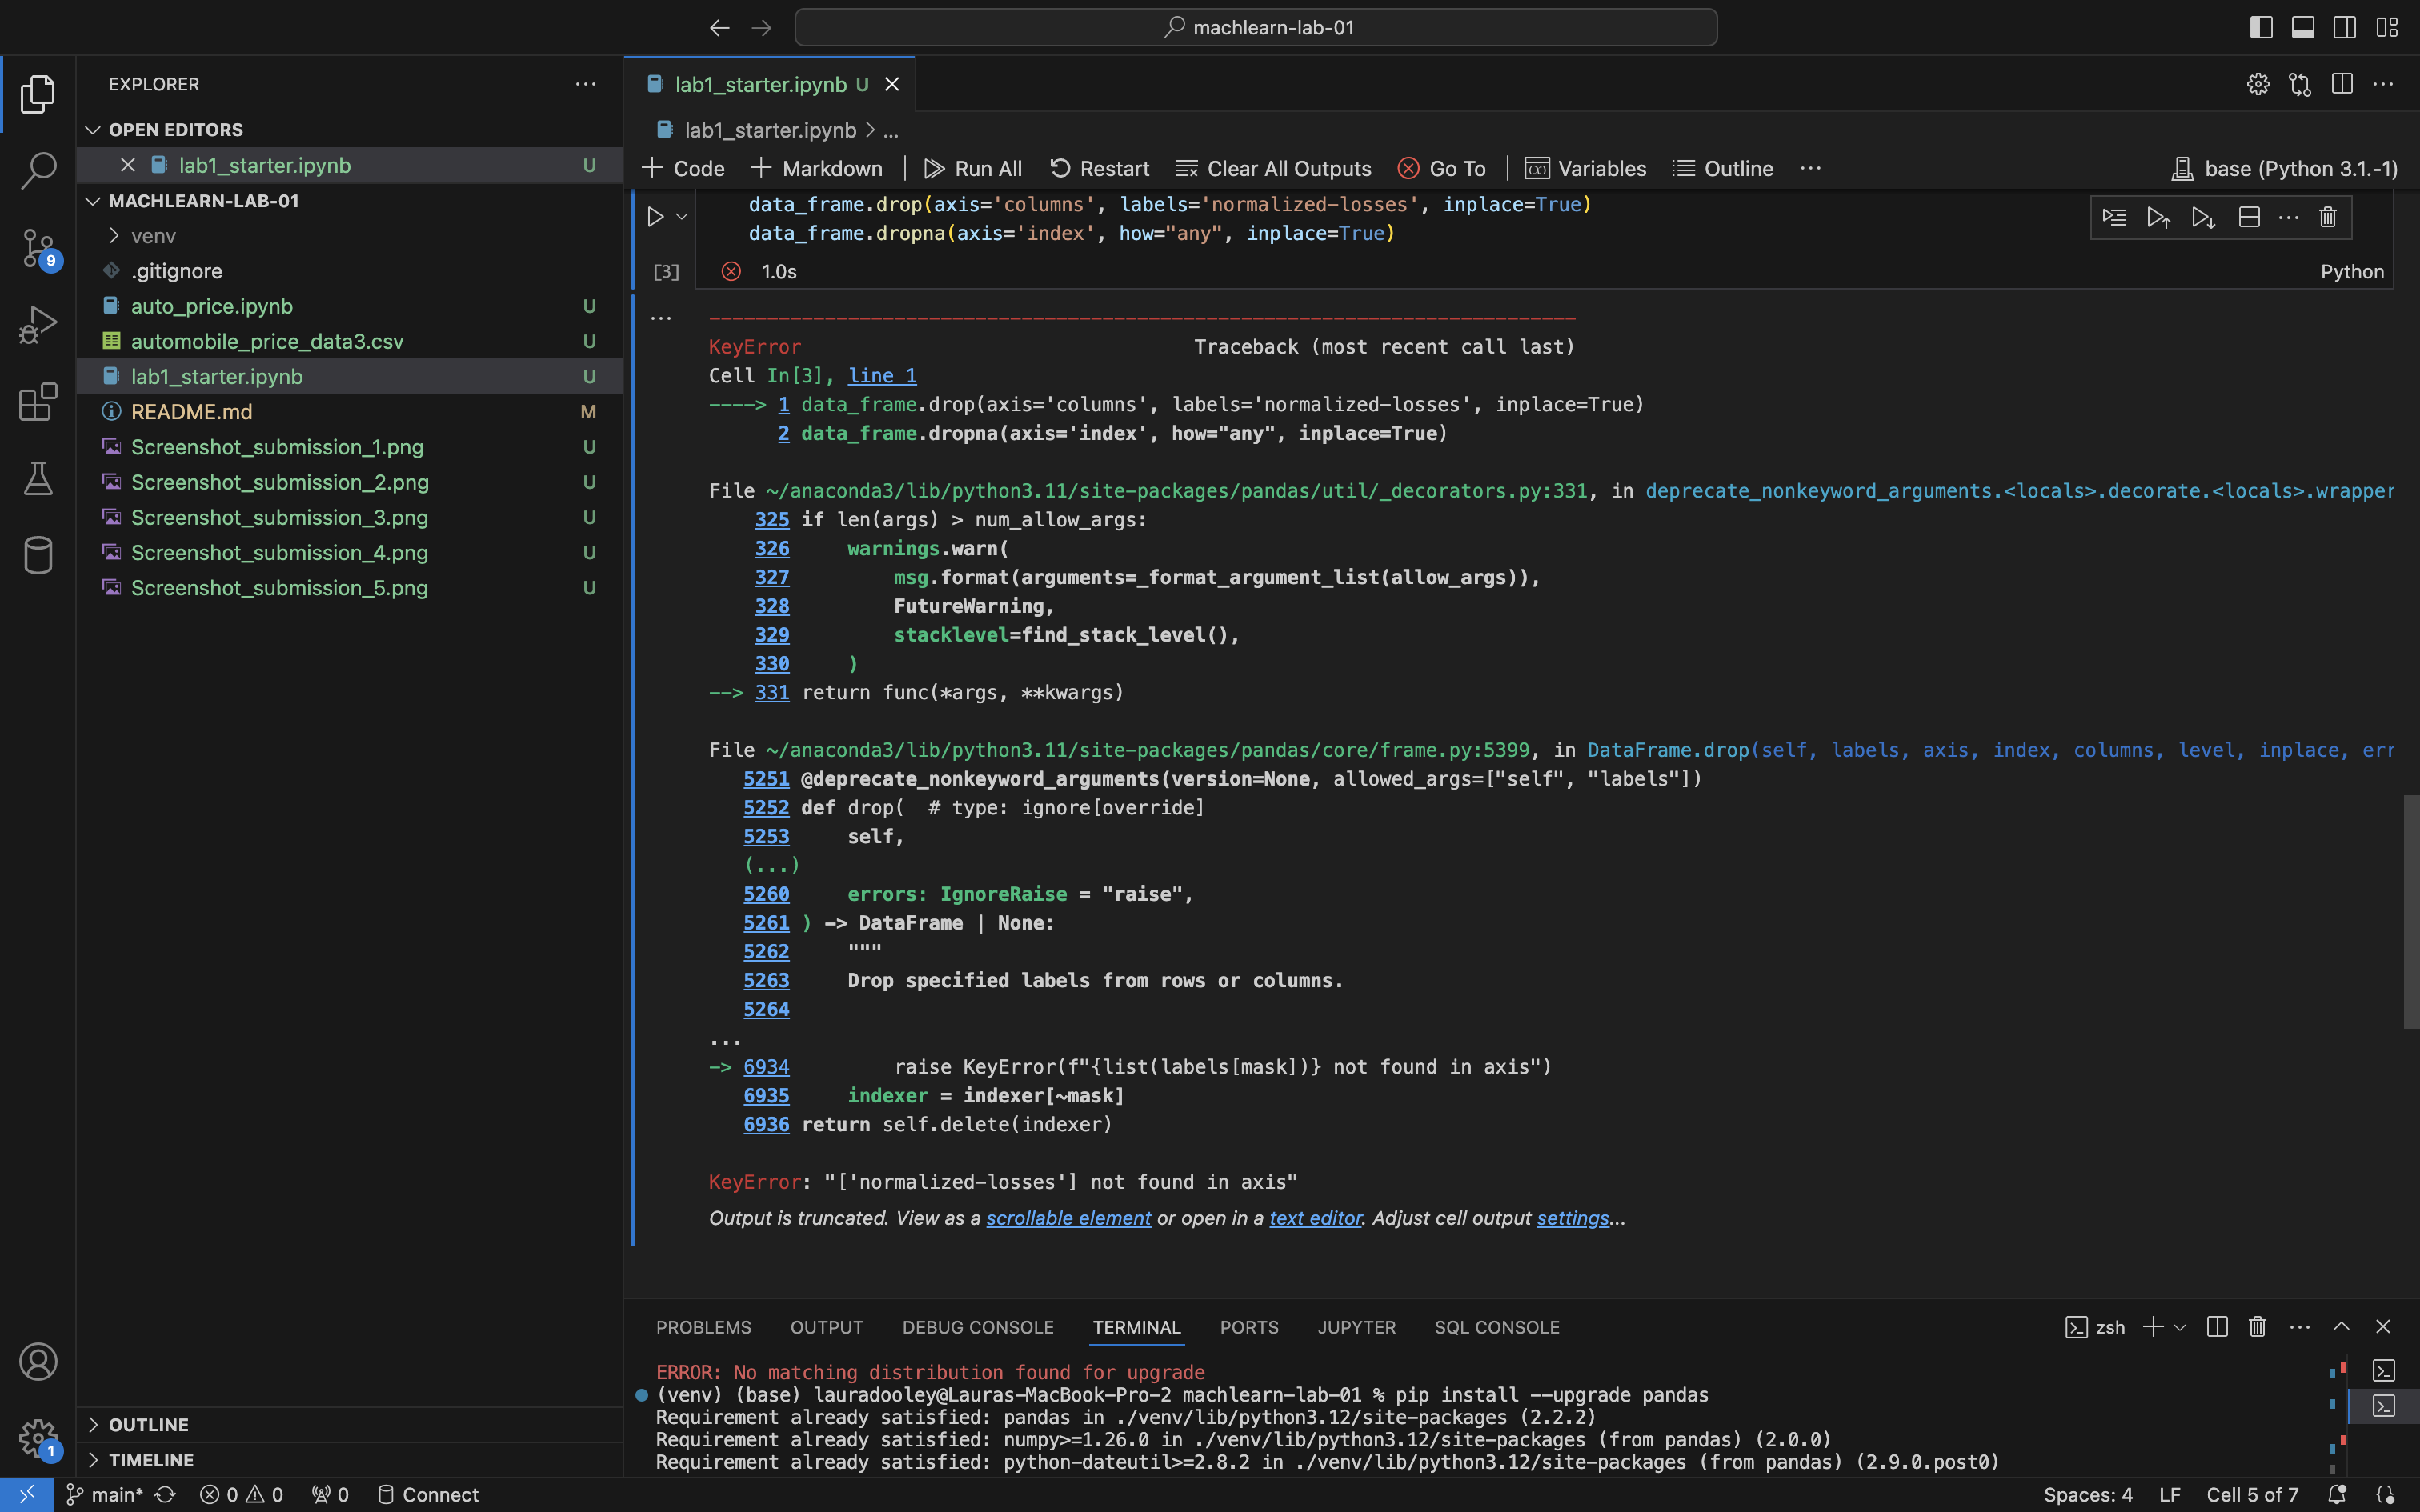 machlearn-lab-01
EXPLORER
OPEN EDITORS
lab1_starter.ipynb U
MACHLEARN-LAB-01
venv
.gitignore
auto_price.ipynb U
automobile_price_data3.csv U
lab1_starter.ipynb U
README.md M
Screenshot_submission_1.png U
Screenshot_submission_2.png U
Screenshot_submission_3.png U
Screenshot_submission_4.png U
Screenshot_submission_5.png U
OUTLINE
TIMELINE
9
1
lab1_starter.ipynb U
lab1_starter.ipynb > ...
Code Markdown Run All Restart Clear All Outputs Go To Variables Outline ... base (Python 3.1.-1)
data_frame.drop(axis='columns', labels='normalized-losses', inplace=True)
data_frame.dropna(axis='index', how="any", inplace=True)
[3] 1.0s Python
---------------------------------------------------------------------------
KeyError Traceback (most recent call last)
Cell In[3], line 1
----> 1 data_frame.drop(axis='columns', labels='normalized-losses', inplace=True)
2 data_frame.dropna(axis='index', how="any", inplace=True)
File ~/anaconda3/lib/python3.11/site-packages/pandas/util/_decorators.py:331, in deprecate_nonkeyword_arguments.<locals>.decorate.<locals>.wrapper
325 if len(args) > num_allow_args:
326 warnings.warn(
327 msg.format(arguments=_format_argument_list(allow_args)),
328 FutureWarning,
329 stacklevel=find_stack_level(),
330 )
--> 331 return func(*args, **kwargs)
File ~/anaconda3/lib/python3.11/site-packages/pandas/core/frame.py:5399, in DataFrame.drop(self, labels, axis, index, columns, level, inplace, err
5251 @deprecate_nonkeyword_arguments(version=None, allowed_args=["self", "labels"])
5252 def drop( # type: ignore[override]
5253 self,
(...)
5260 errors: IgnoreRaise = "raise",
5261 ) -> DataFrame | None:
5262 """
5263 Drop specified labels from rows or columns.
5264
...
-> 6934 raise KeyError(f"{list(labels[mask])} not found in axis")
6935 indexer = indexer[~mask]
6936 return self.delete(indexer)
KeyError: "['normalized-losses'] not found in axis"
Output is truncated. View as a scrollable element or open in a text editor. Adjust cell output settings...
PROBLEMS OUTPUT DEBUG CONSOLE TERMINAL PORTS JUPYTER SQL CONSOLE zsh
ERROR: No matching distribution found for upgrade
(venv) (base) lauradooley@Lauras-MacBook-Pro-2 machlearn-lab-01 % pip install --upgrade pandas
Requirement already satisfied: pandas in ./venv/lib/python3.12/site-packages (2.2.2)
Requirement already satisfied: numpy>=1.26.0 in ./venv/lib/python3.12/site-packages (from pandas) (2.0.0)
Requirement already satisfied: python-dateutil>=2.8.2 in ./venv/lib/python3.12/site-packages (from pandas) (2.9.0.post0)
main* 0 0 0 Connect Spaces: 4 LF Cell 5 of 7